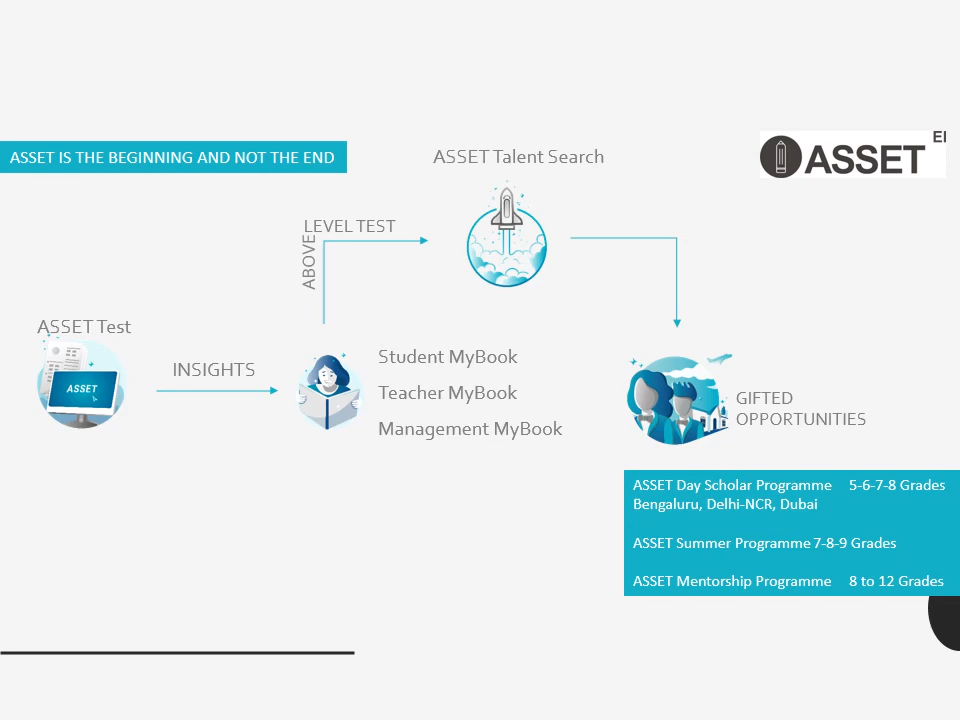 ASSET IS THE BEGINNING AND NOT THE END
ASSET Talent Search
EI
ASSET
LEVEL TEST
ABOVE
ASSET Test
ASSET
INSIGHTS
Student MyBook
Teacher MyBook
Management MyBook
GIFTED
OPPORTUNITIES
ASSET Day Scholar Programme 5-6-7-8 Grades
Bengaluru, Delhi-NCR, Dubai
ASSET Summer Programme 7-8-9 Grades
ASSET Mentorship Programme 8 to 12 Grades